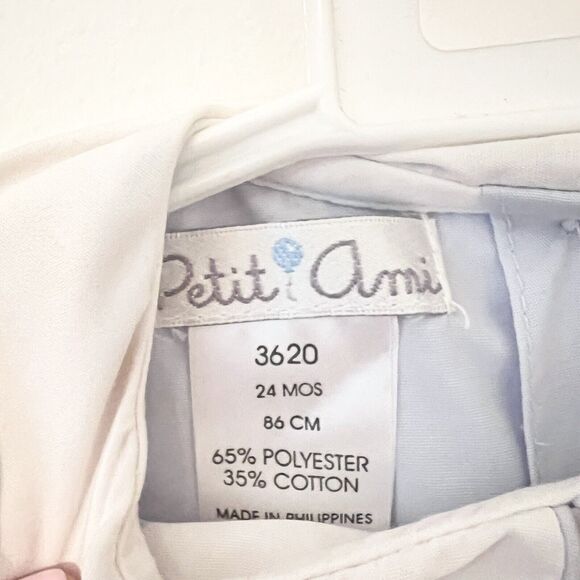 Petit Ami
3620
24 MOS
86 CM
65% POLYESTER
35% COTTON
MADE IN PHILIPPINES